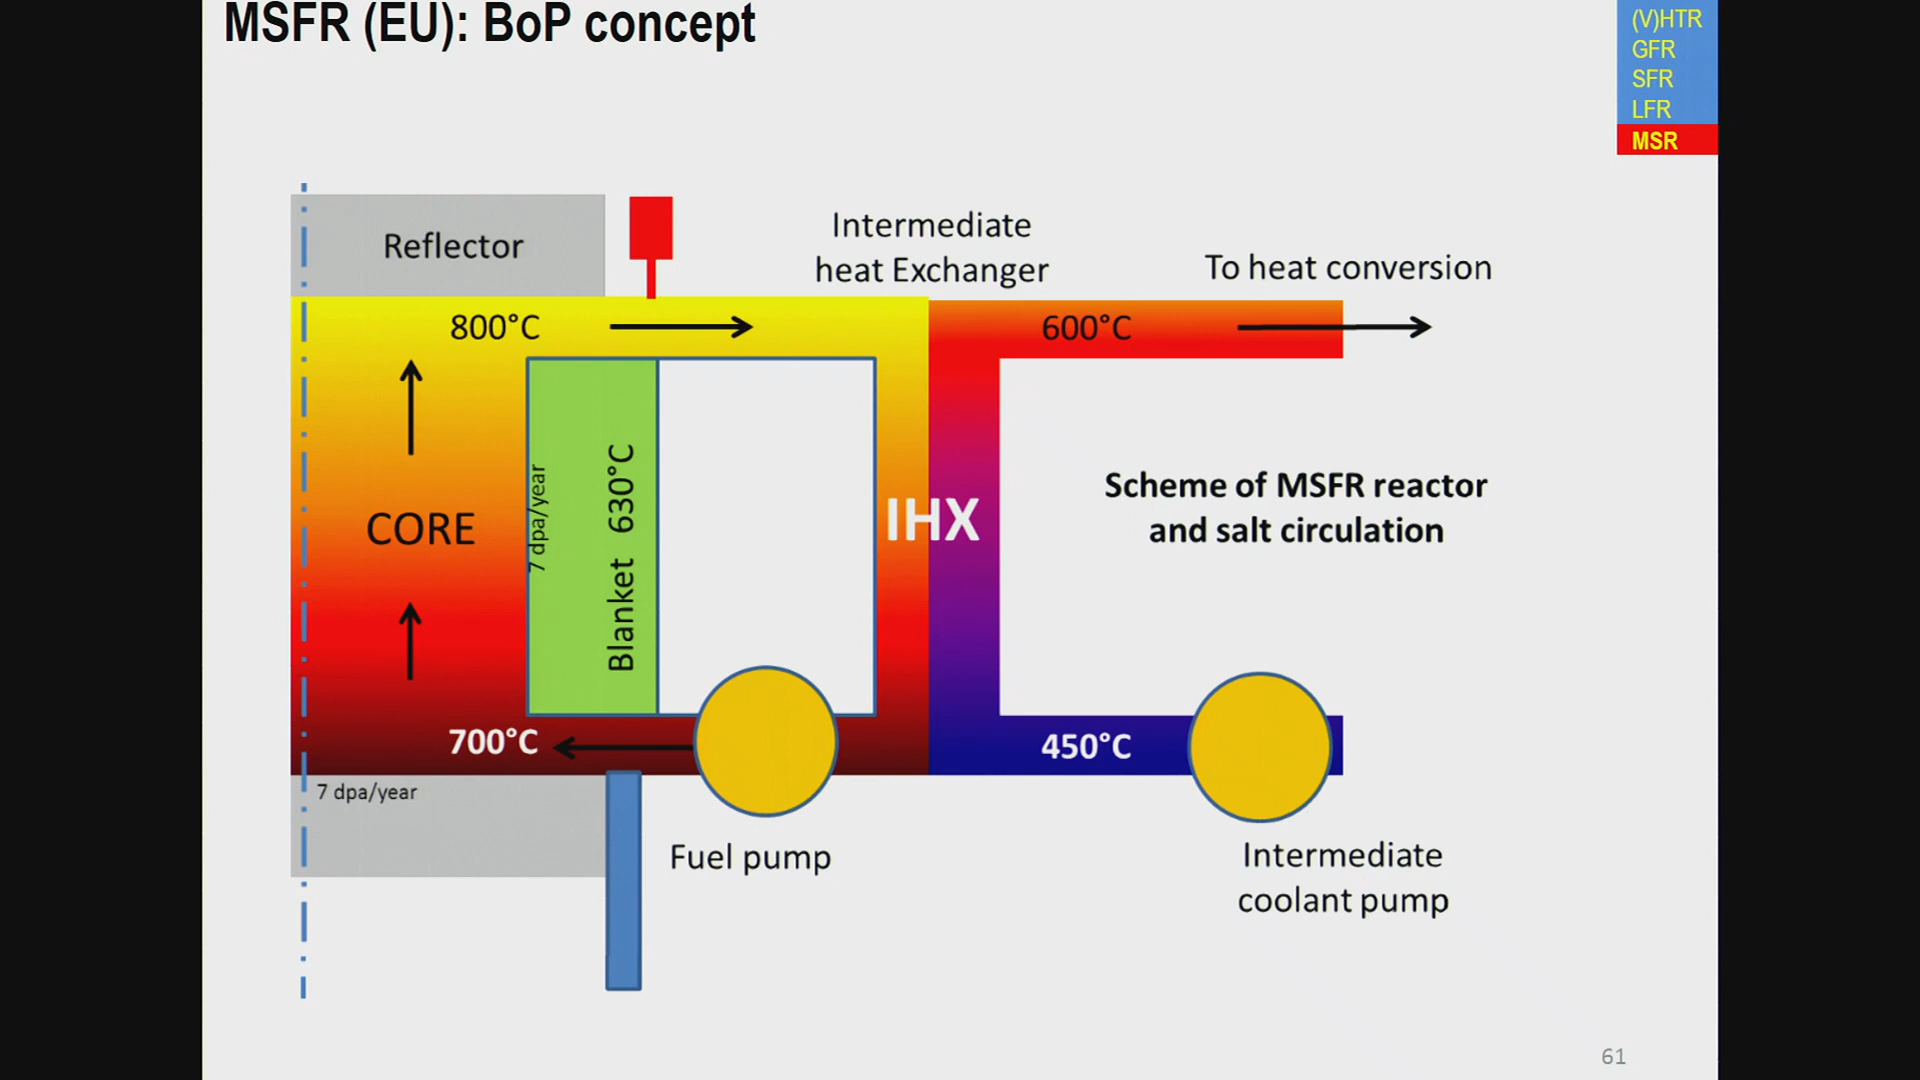 MSFR (EU): BoP concept
(V)HTR
GFR
SFR
LFR
MSR
Reflector
Intermediate
heat Exchanger
To heat conversion
800°C
600°C
7 dpa/year
Blanket 630°C
CORE
IHX
Scheme of MSFR reactor
and salt circulation
700°C
450°C
7 dpa/year
Fuel pump
Intermediate
coolant pump
61